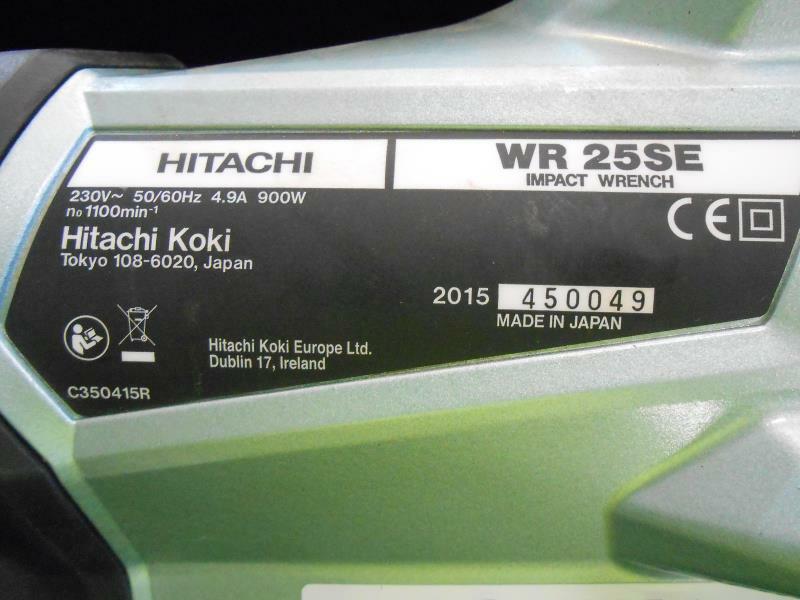 HITACHI
WR 25SE
IMPACT WRENCH
230V~ 50/60Hz 4.9A 900W
n₀ 1100min⁻¹
Hitachi Koki
Tokyo 108-6020, Japan
CE
2015 450049
MADE IN JAPAN
Hitachi Koki Europe Ltd.
Dublin 17, Ireland
C350415R